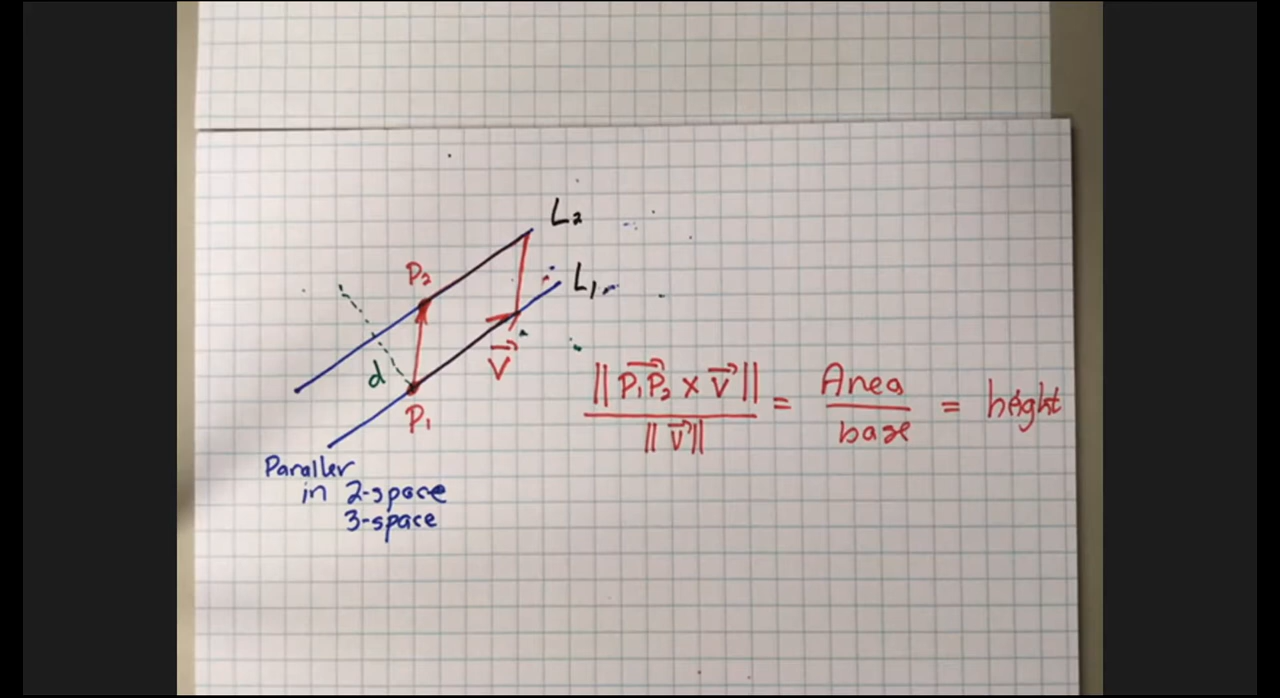 L₂
P₂
L₁
d
V⃗
P₁
|| P₁P₂ × V⃗ || / || V⃗ || = Area / base = height
Paraller
in 2-space
3-space